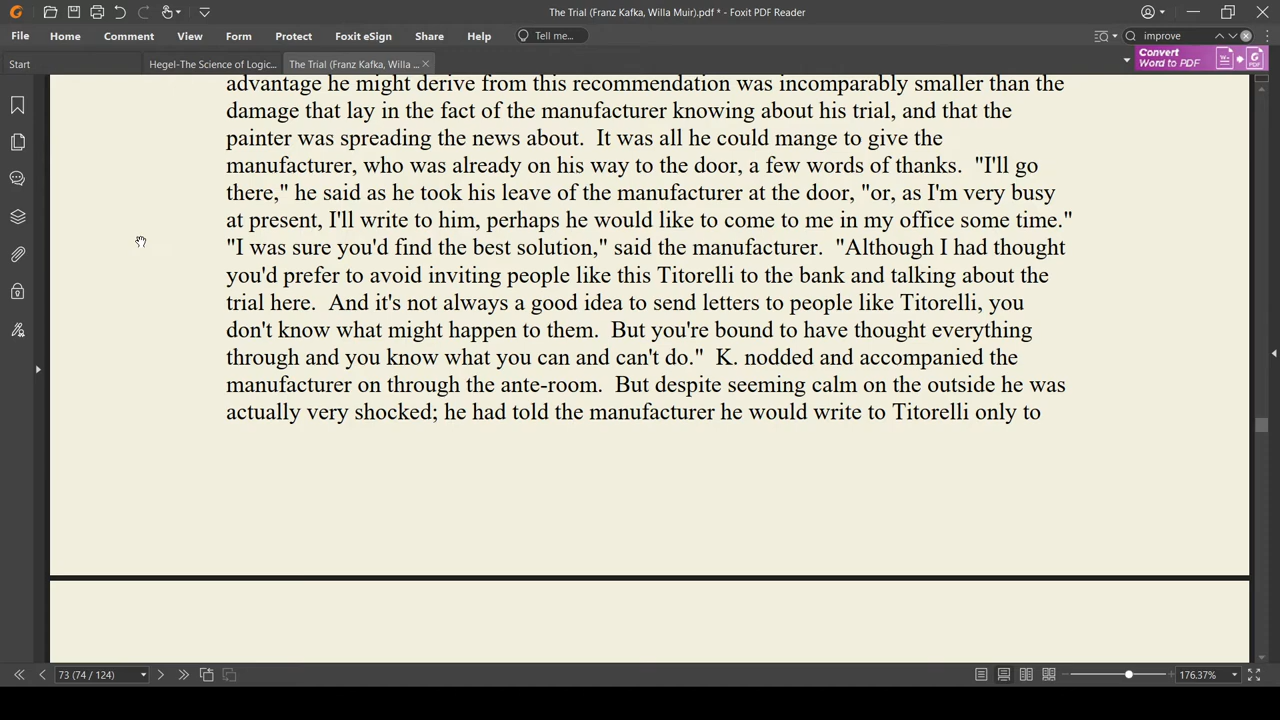 The Trial (Franz Kafka, Willa Muir).pdf * - Foxit PDF Reader
File Home Comment View Form Protect Foxit eSign Share Help Tell me... improve
Start Hegel-The Science of Logic... The Trial (Franz Kafka, Willa ... Convert
Word to PDF
advantage he might derive from this recommendation was incomparably smaller than the
damage that lay in the fact of the manufacturer knowing about his trial, and that the
painter was spreading the news about.  It was all he could mange to give the
manufacturer, who was already on his way to the door, a few words of thanks.  "I'll go
there," he said as he took his leave of the manufacturer at the door, "or, as I'm very busy
at present, I'll write to him, perhaps he would like to come to me in my office some time."
"I was sure you'd find the best solution," said the manufacturer.  "Although I had thought
you'd prefer to avoid inviting people like this Titorelli to the bank and talking about the
trial here.  And it's not always a good idea to send letters to people like Titorelli, you
don't know what might happen to them.  But you're bound to have thought everything
through and you know what you can and can't do."  K. nodded and accompanied the
manufacturer on through the ante-room.  But despite seeming calm on the outside he was
actually very shocked; he had told the manufacturer he would write to Titorelli only to
73 (74 / 124) 176.37%